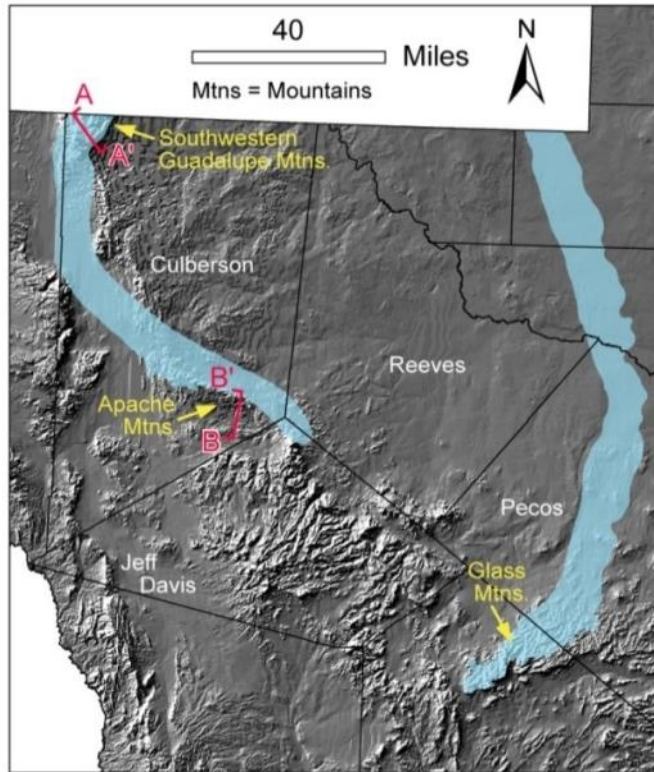 40
N
Miles
Mtns = Mountains
A
Southwestern
Guadalupe Mtns.
A'
Culberson
Reeves
B'
Apache
Mtns.
B
Pecos
Jeff
Davis
Glass
Mtns.